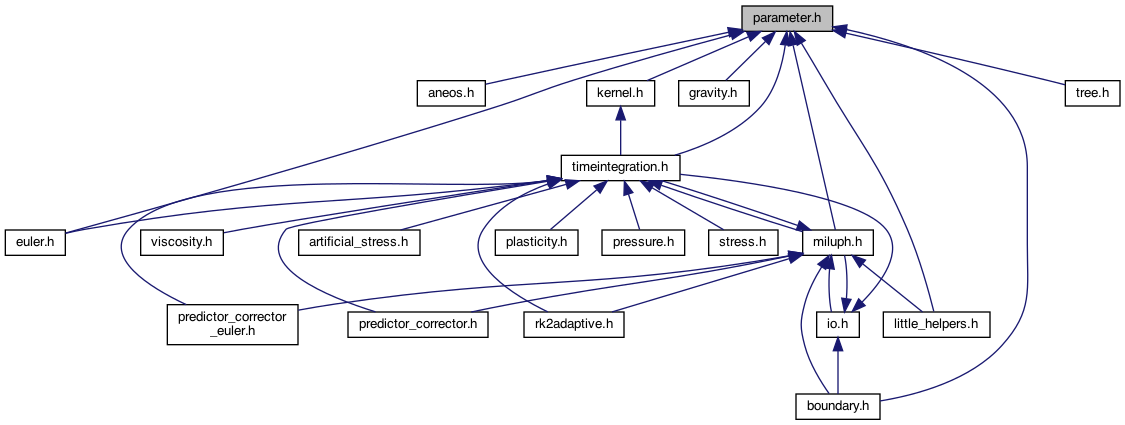 parameter.h
aneos.h
kernel.h
gravity.h
tree.h
timeintegration.h
euler.h
viscosity.h
artificial_stress.h
plasticity.h
pressure.h
stress.h
miluph.h
predictor_corrector
_euler.h
predictor_corrector.h
rk2adaptive.h
io.h
little_helpers.h
boundary.h